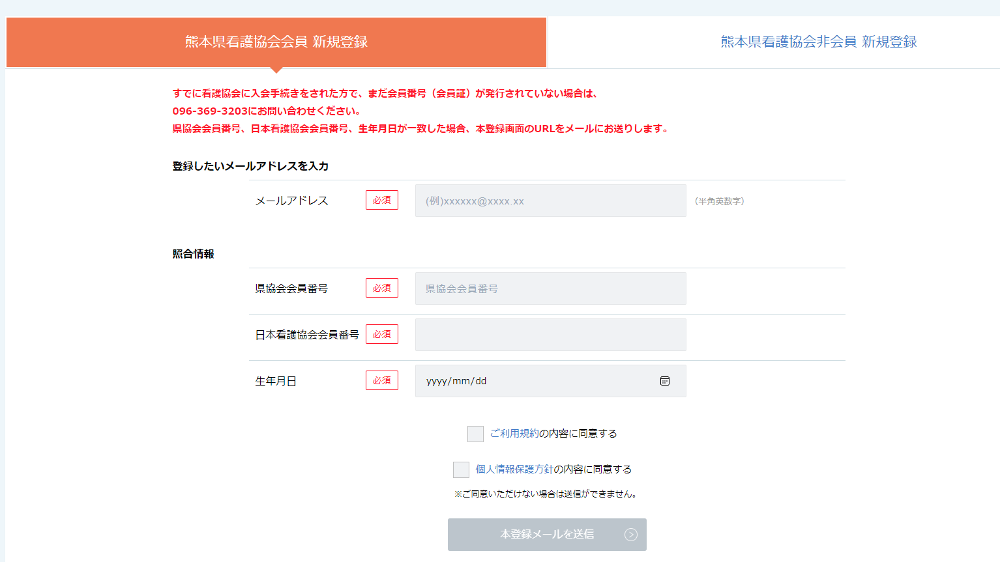 熊本県看護協会会員 新規登録
熊本県看護協会非会員 新規登録
すでに看護協会に入会手続きをされた方で、まだ会員番号（会員証）が発行されていない場合は、
096-369-3203にお問い合わせください。
県協会会員番号、日本看護協会会員番号、生年月日が一致した場合、本登録画面のURLをメールにお送りします。
登録したいメールアドレスを入力
メールアドレス 必須 (例)xxxxxx@xxxx.xx （半角英数字）
照合情報
県協会会員番号 必須 県協会会員番号
日本看護協会会員番号 必須
生年月日 必須 yyyy/mm/dd
ご利用規約の内容に同意する
個人情報保護方針の内容に同意する
※ご同意いただけない場合は送信ができません。
本登録メールを送信